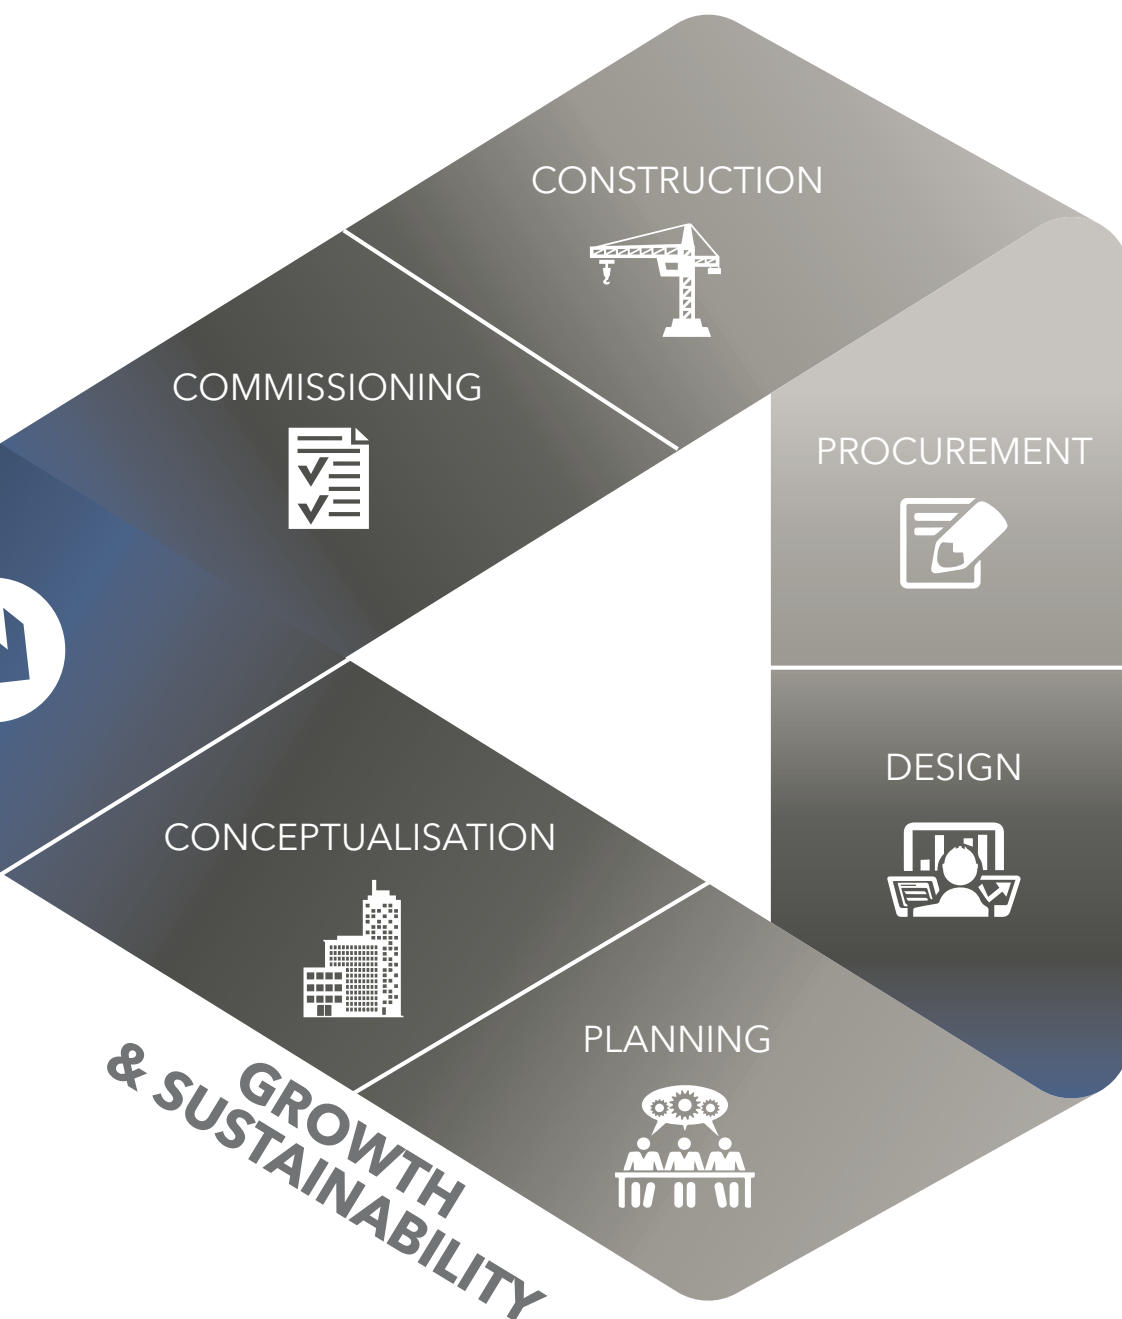 CONSTRUCTION
COMMISSIONING
PROCUREMENT
DESIGN
CONCEPTUALISATION
PLANNING
GROWTH
& SUSTAINABILITY